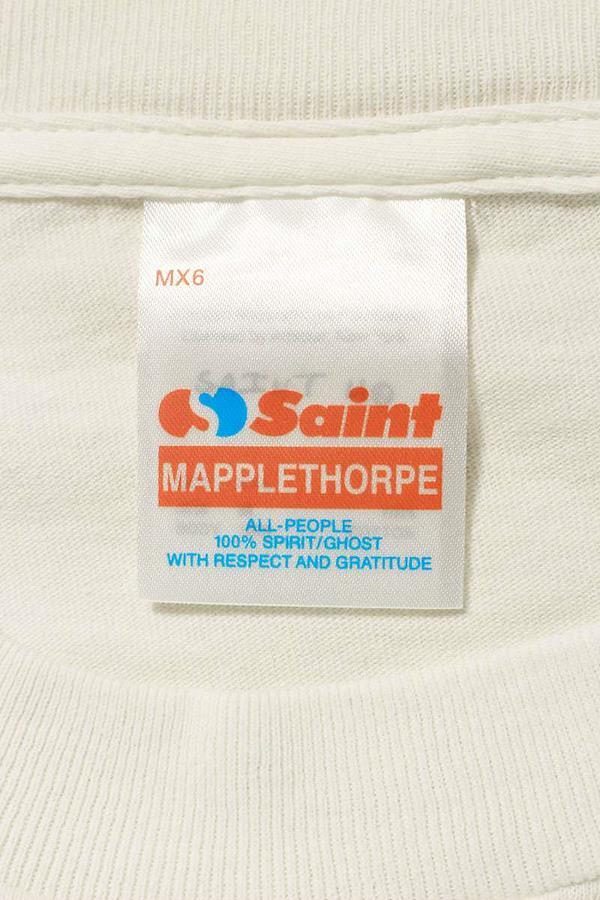 MX6
Saint
MAPPLETHORPE
ALL-PEOPLE
100% SPIRIT/GHOST
WITH RESPECT AND GRATITUDE